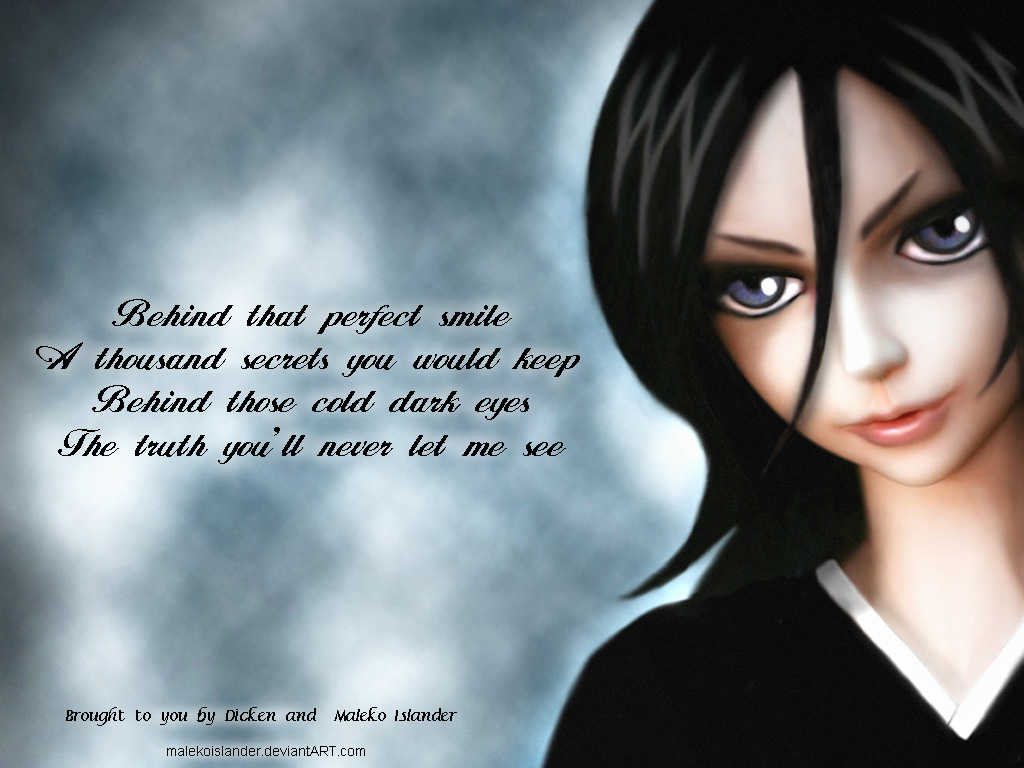 Behind that perfect smile
A thousand secrets you would keep
Behind those cold dark eyes
The truth you'll never let me see
Brought to you by Dicken and Maleko Islander
malekoislander.deviantART.com